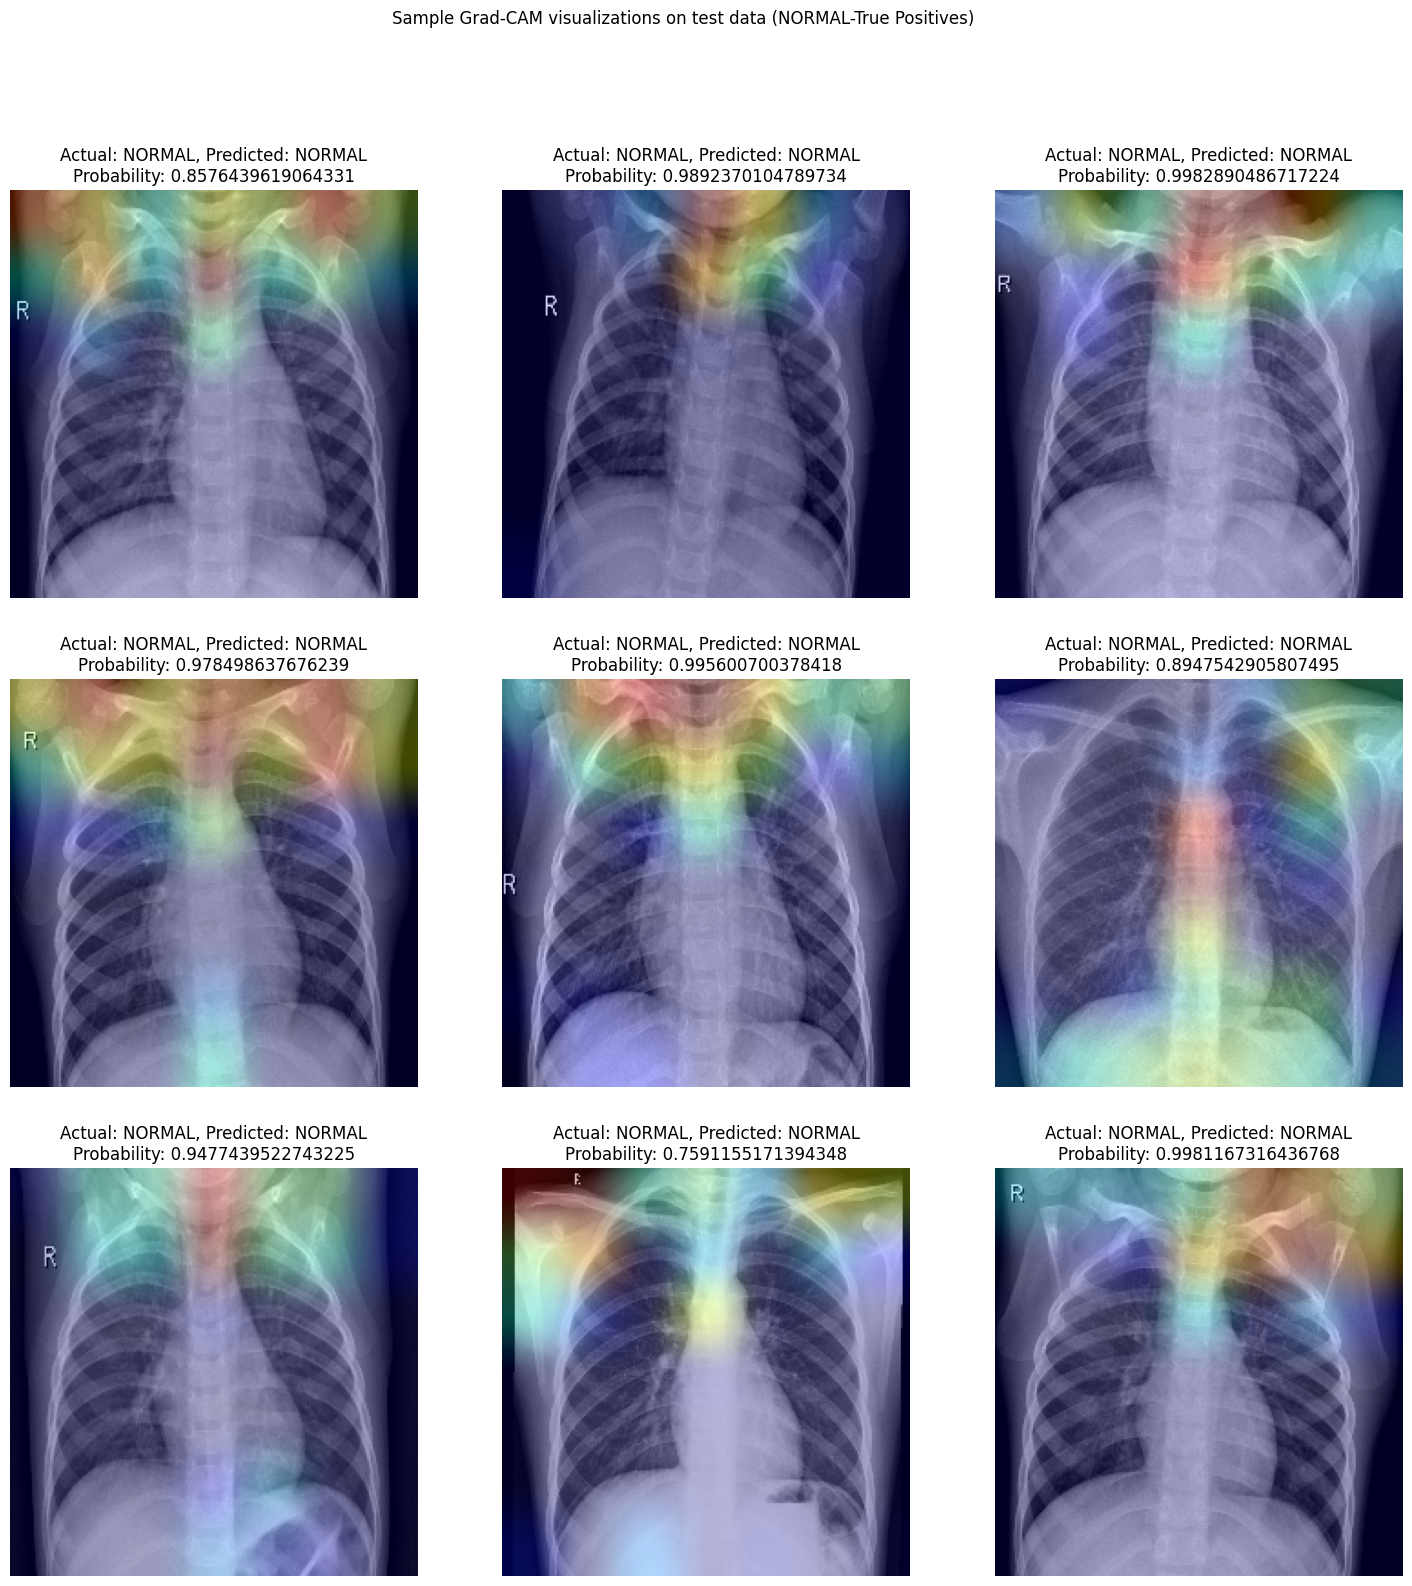 Sample Grad-CAM visualizations on test data (NORMAL-True Positives)
Actual: NORMAL, Predicted: NORMAL
Probability: 0.8576439619064331
Actual: NORMAL, Predicted: NORMAL
Probability: 0.9892370104789734
Actual: NORMAL, Predicted: NORMAL
Probability: 0.9982890486717224
R
R
R
Actual: NORMAL, Predicted: NORMAL
Probability: 0.978498637676239
Actual: NORMAL, Predicted: NORMAL
Probability: 0.995600700378418
Actual: NORMAL, Predicted: NORMAL
Probability: 0.8947542905807495
R
R
Actual: NORMAL, Predicted: NORMAL
Probability: 0.9477439522743225
Actual: NORMAL, Predicted: NORMAL
Probability: 0.7591155171394348
Actual: NORMAL, Predicted: NORMAL
Probability: 0.9981167316436768
R
R
R